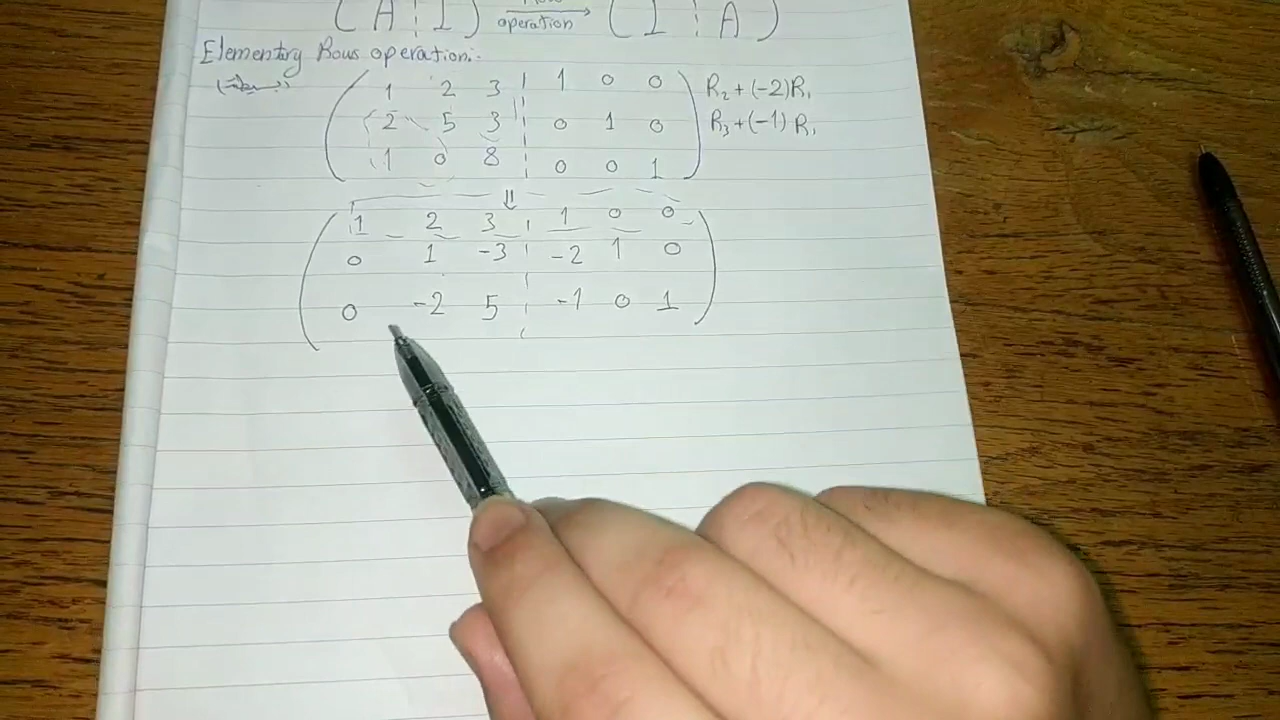 ( A ¦ I ) operation → ( I ¦ A )
Elementry Rows operation:-
(بسيطة)
1 2 3 ¦ 1 0 0 R₂ + (-2)R₁
2 5 3 ¦ 0 1 0 R₃ + (-1) R₁
1 0 8 ¦ 0 0 1
⇓
1 2 3 ¦ 1 0 0
0 1 -3 ¦ -2 1 0
0 -2 5 ¦ -1 0 1